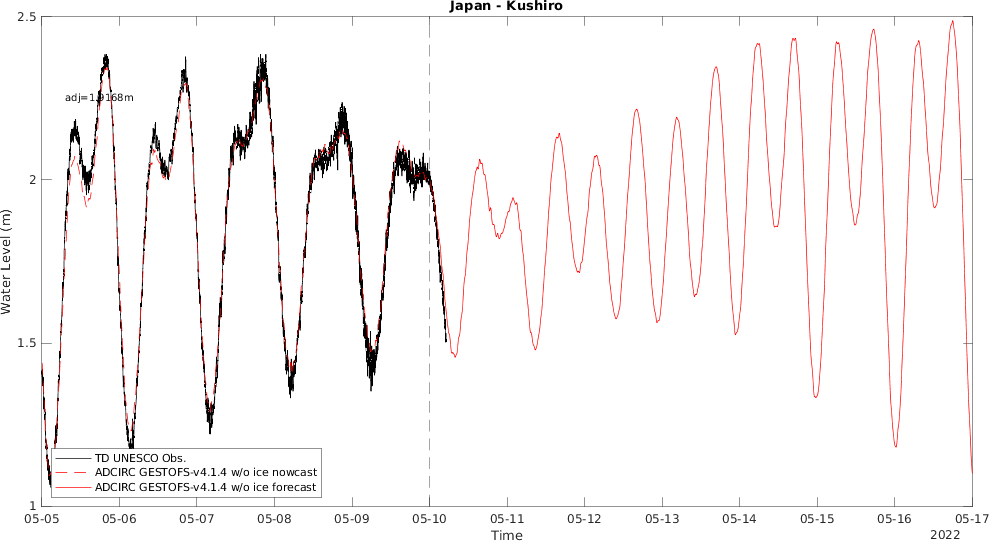 Japan - Kushiro
2.5
adj=1.9168m
2
Water Level (m)
1.5
TD UNESCO Obs.
ADCIRC GESTOFS-v4.1.4 w/o ice nowcast
ADCIRC GESTOFS-v4.1.4 w/o ice forecast
1
05-05 05-06 05-07 05-08 05-09 05-10 05-11 05-12 05-13 05-14 05-15 05-16 05-17
Time
2022